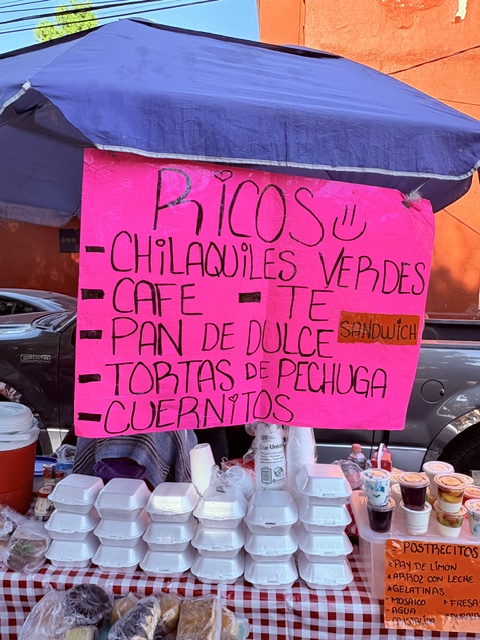 RICOS
- CHILAQUILES VERDES
- CAFE - TE
- PAN DE DULCE
SANDWICH
- TORTAS DE PECHUGA
- CUERNITOS
POSTRECITOS
* PAY DE LIMON
* ARROZ CON LECHE
* GELATINAS
* MOSAICO * FRESA
* AGUA